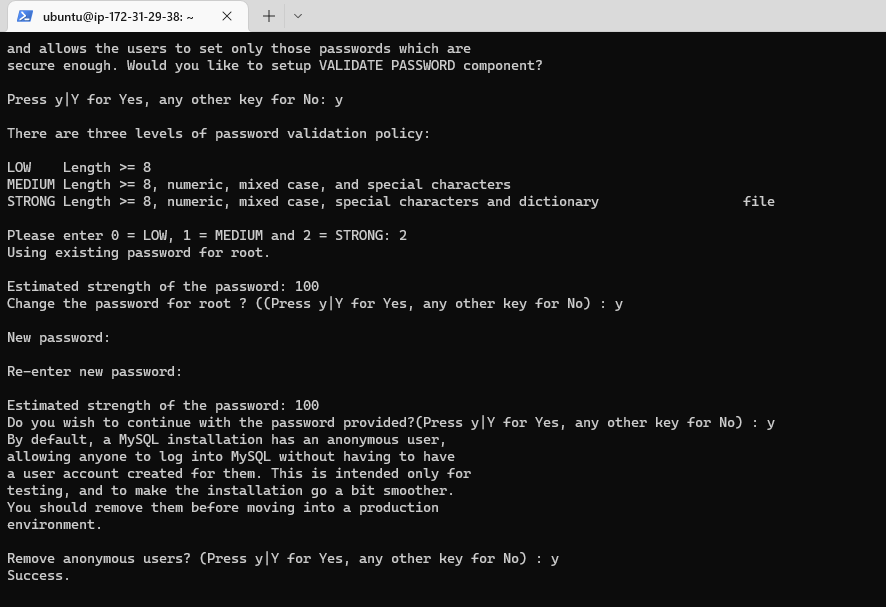 ubuntu@ip-172-31-29-38: ~
and allows the users to set only those passwords which are
secure enough. Would you like to setup VALIDATE PASSWORD component?
Press y|Y for Yes, any other key for No: y
There are three levels of password validation policy:
LOW    Length >= 8
MEDIUM Length >= 8, numeric, mixed case, and special characters
STRONG Length >= 8, numeric, mixed case, special characters and dictionary                  file
Please enter 0 = LOW, 1 = MEDIUM and 2 = STRONG: 2
Using existing password for root.
Estimated strength of the password: 100
Change the password for root ? ((Press y|Y for Yes, any other key for No) : y
New password:
Re-enter new password:
Estimated strength of the password: 100
Do you wish to continue with the password provided?(Press y|Y for Yes, any other key for No) : y
By default, a MySQL installation has an anonymous user,
allowing anyone to log into MySQL without having to have
a user account created for them. This is intended only for
testing, and to make the installation go a bit smoother.
You should remove them before moving into a production
environment.
Remove anonymous users? (Press y|Y for Yes, any other key for No) : y
Success.